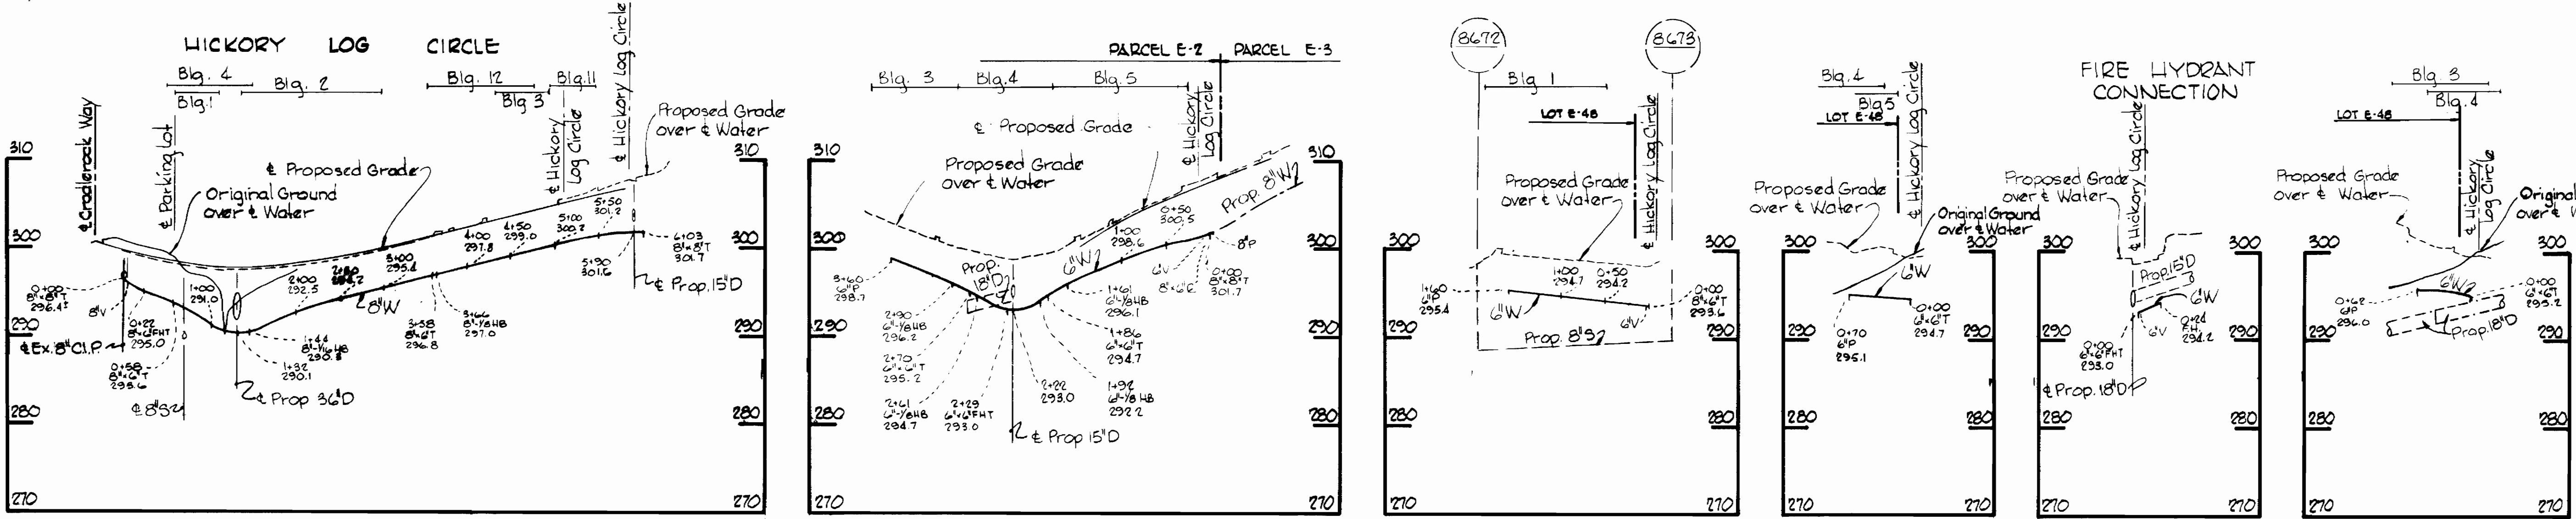 HICKORY LOG CIRCLE
Blg. 4
Blg. 1
Blg. 2
Blg. 12
Blg. 3
Blg. 11
℄ Cradlerock Way
℄ Parking Lot
℄ Hickory
Log Circle
℄ Hickory Log Circle
Proposed Grade
over ℄ Water
℄ Proposed Grade
Original Ground
over ℄ Water
310
300
290
280
270
310
300
290
280
270
0+00
8"x8"T
296.4±
8"V
0+22
8"x6"FHT
295.0
0+58
8"x6"T
1+00
291.0
1+32
290.1
1+44
8"-1/16 HB
2+00
292.5
3+00
295.4
3+58
8"x6"T
296.8
3+66
8"-1/8HB
297.0
4+00
297.8
4+50
299.0
5+00
300.2
5+50
301.2
5+90
301.6
6+03
8"x8"T
301.7
8"W
℄ Ex. 8" C.I.P.
℄ 8"S
℄ Prop 36"D
℄ Prop. 15"D
PARCEL E-2
PARCEL E-3
Blg. 3
Blg. 4
Blg. 5
℄ Hickory
Log Circle
℄ Proposed Grade
Proposed Grade
over ℄ Water
Prop. 8"W
6"W
Prop.
18"D
310
300
290
280
270
310
300
290
280
270
3+60
6"P
298.7
2+90
6"-1/8HB
296.2
2+70
6"x6"T
295.2
2+61
6"-1/8HB
294.7
2+29
6"x6"FHT
293.0
2+22
293.0
1+92
6"-1/8 HB
292.2
1+86
6"x6"T
294.7
1+61
6"-1/8HB
296.1
1+00
298.6
0+50
300.5
6"V
8"x6"R
0+00
8"x8"T
301.7
8"P
℄ Prop 15"D
8672
8673
Blg 1
LOT E-48
℄ Hickory Log Circle
Proposed Grade
over ℄ Water
300
290
280
270
300
290
280
270
1+60
6"P
295.4
1+00
294.7
0+50
294.2
0+00
8"x6"T
293.6
6"W
6"V
Prop. 8"S
Blg. 4
Blg 5
LOT E-48
℄ Hickory Log Circle
Proposed Grade
over ℄ Water
Original Ground
over ℄ Water
300
290
280
270
300
290
280
270
6"W
0+70
6"P
295.1
0+00
6"x6"T
294.7
FIRE HYDRANT
CONNECTION
℄ Hickory Log Circle
Proposed Grade
over ℄ Water
300
290
280
270
300
290
280
270
Prop. 15"D
6"W
6"V
0+24
F.H.
294.2
0+00
6"x6"FHT
293.0
℄ Prop. 18"D
Blg 3
Blg. 4
LOT E-48
℄ Hickory
Log Circle
Proposed Grade
over ℄ Water
Original
over ℄
300
290
280
270
300
290
280
270
6"W
0+62
6"P
296.0
0+00
6"x6"T
295.2
Prop. 18"D